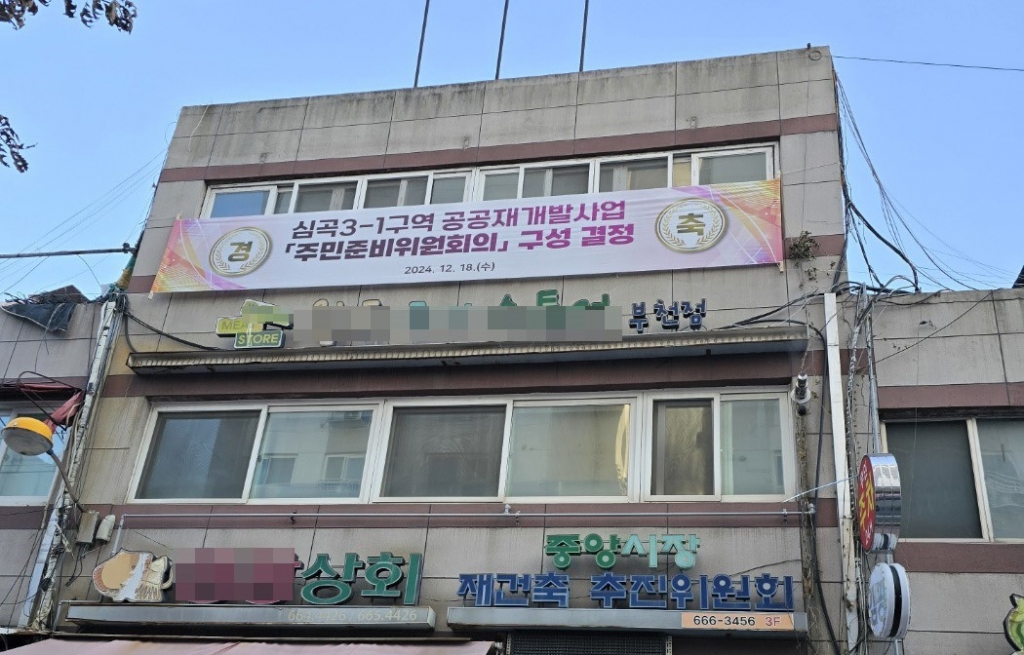 경 축
심곡3-1구역 공공재개발사업
「주민준비위원회의」 구성 결정
2024. 12. 18.(수)
STORE
부천점
상회
중앙시장
재건축 추진위원회
666-3456 3F